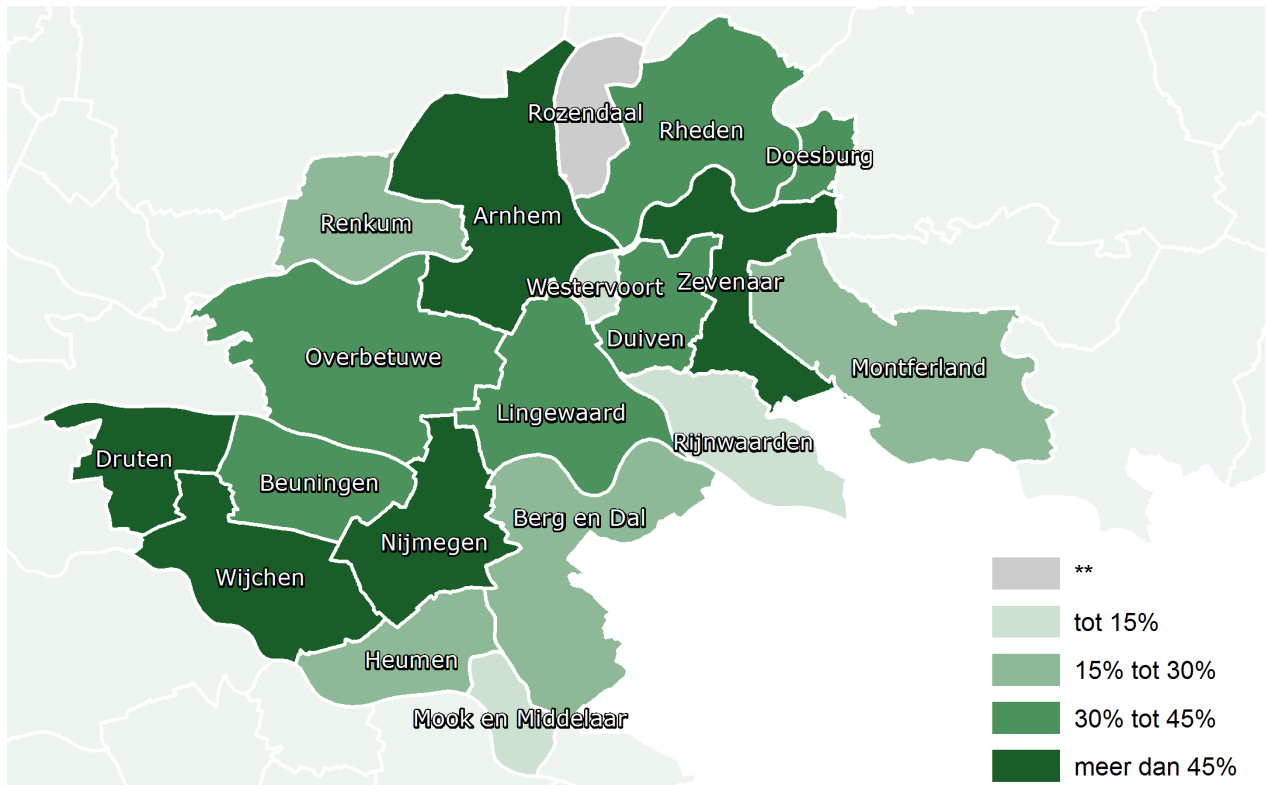 Rozendaal
Rheden
Doesburg
Renkum
Arnhem
Westervoort
Zevenaar
Duiven
Overbetuwe
Montferland
Lingewaard
Rijnwaarden
Druten
Beuningen
Berg en Dal
Nijmegen
Wijchen
Heumen
Mook en Middelaar
**
tot 15%
15% tot 30%
30% tot 45%
meer dan 45%